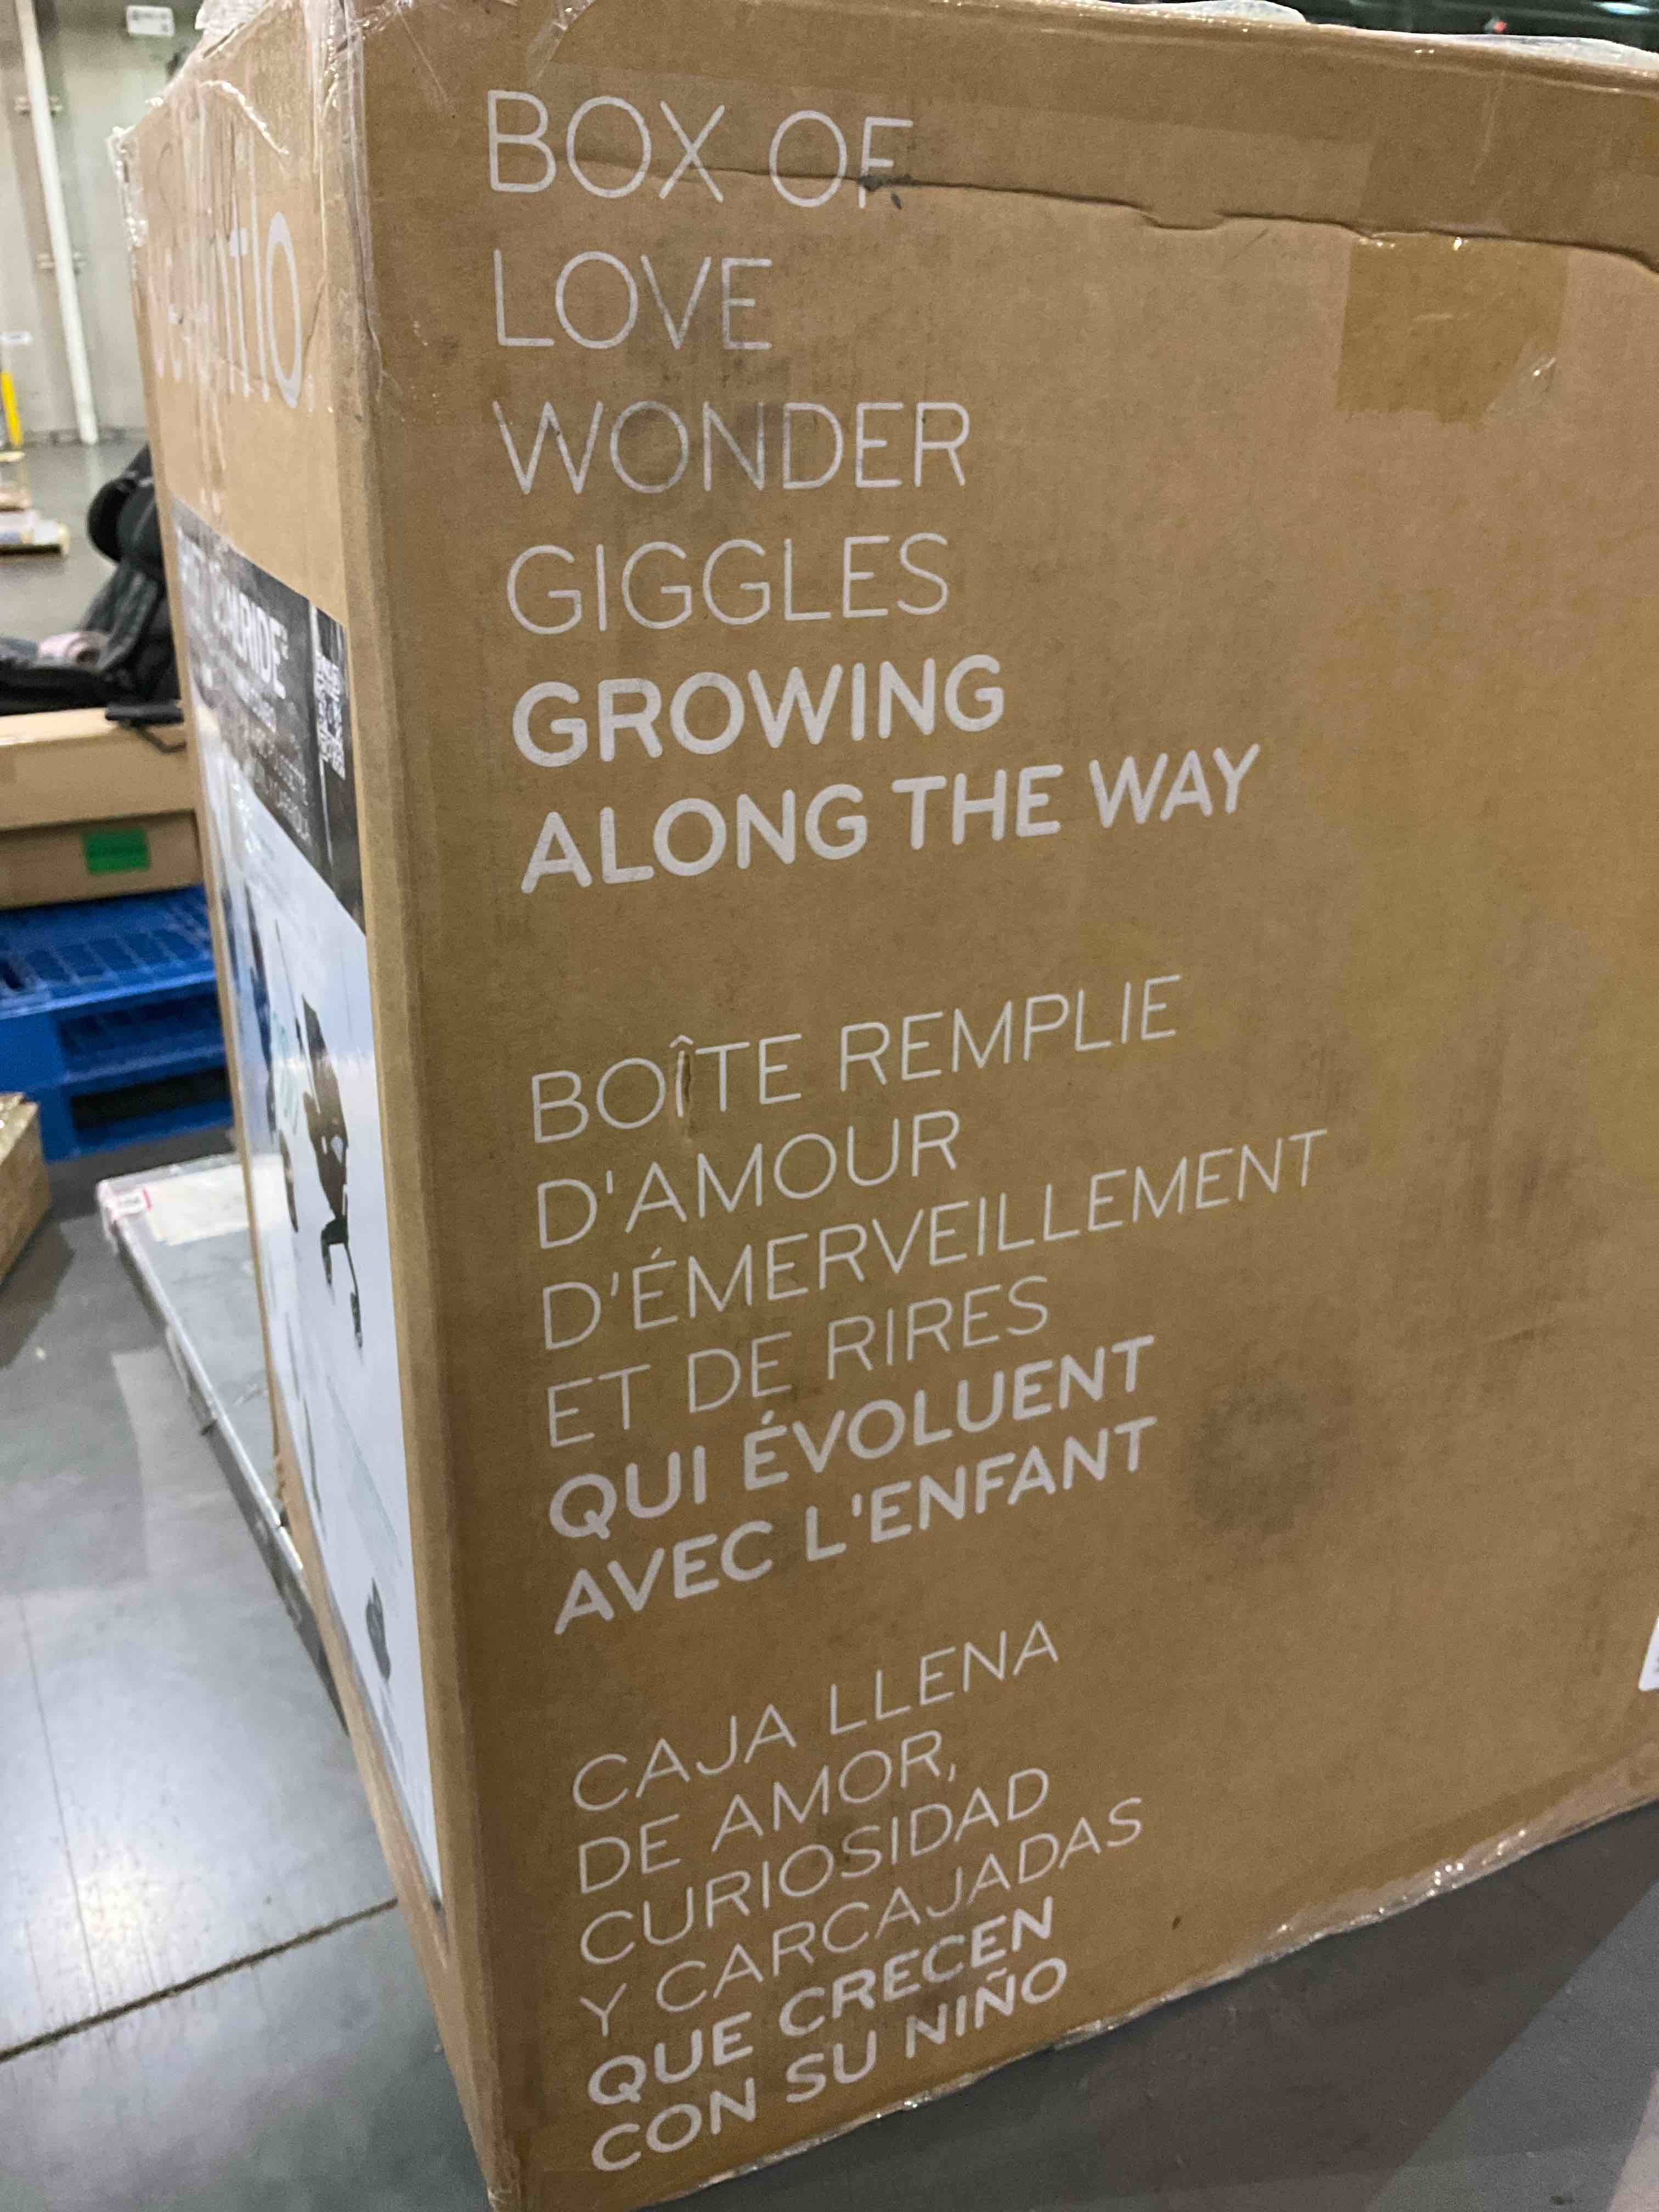 BOX OF
LOVE
WONDER
GIGGLES
GROWING
ALONG THE WAY
BOÎTE REMPLIE
D'AMOUR
D'ÉMERVEILLEMENT
ET DE RIRES
QUI ÉVOLUENT
AVEC L'ENFANT
CAJA LLENA
DE AMOR,
CURIOSIDAD
Y CARCAJADAS
QUE CRECEN
CON SU NIÑO